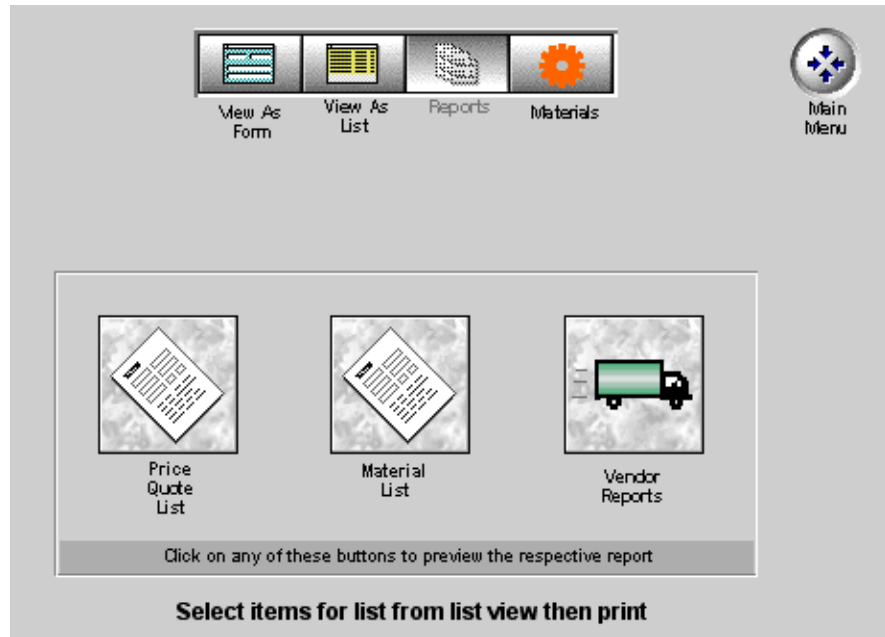 View As
Form
View As
List
Reports
Materials
Main
Menu
Price
Quote
List
Material
List
Vendor
Reports
Click on any of these buttons to preview the respective report
Select items for list from list view then print